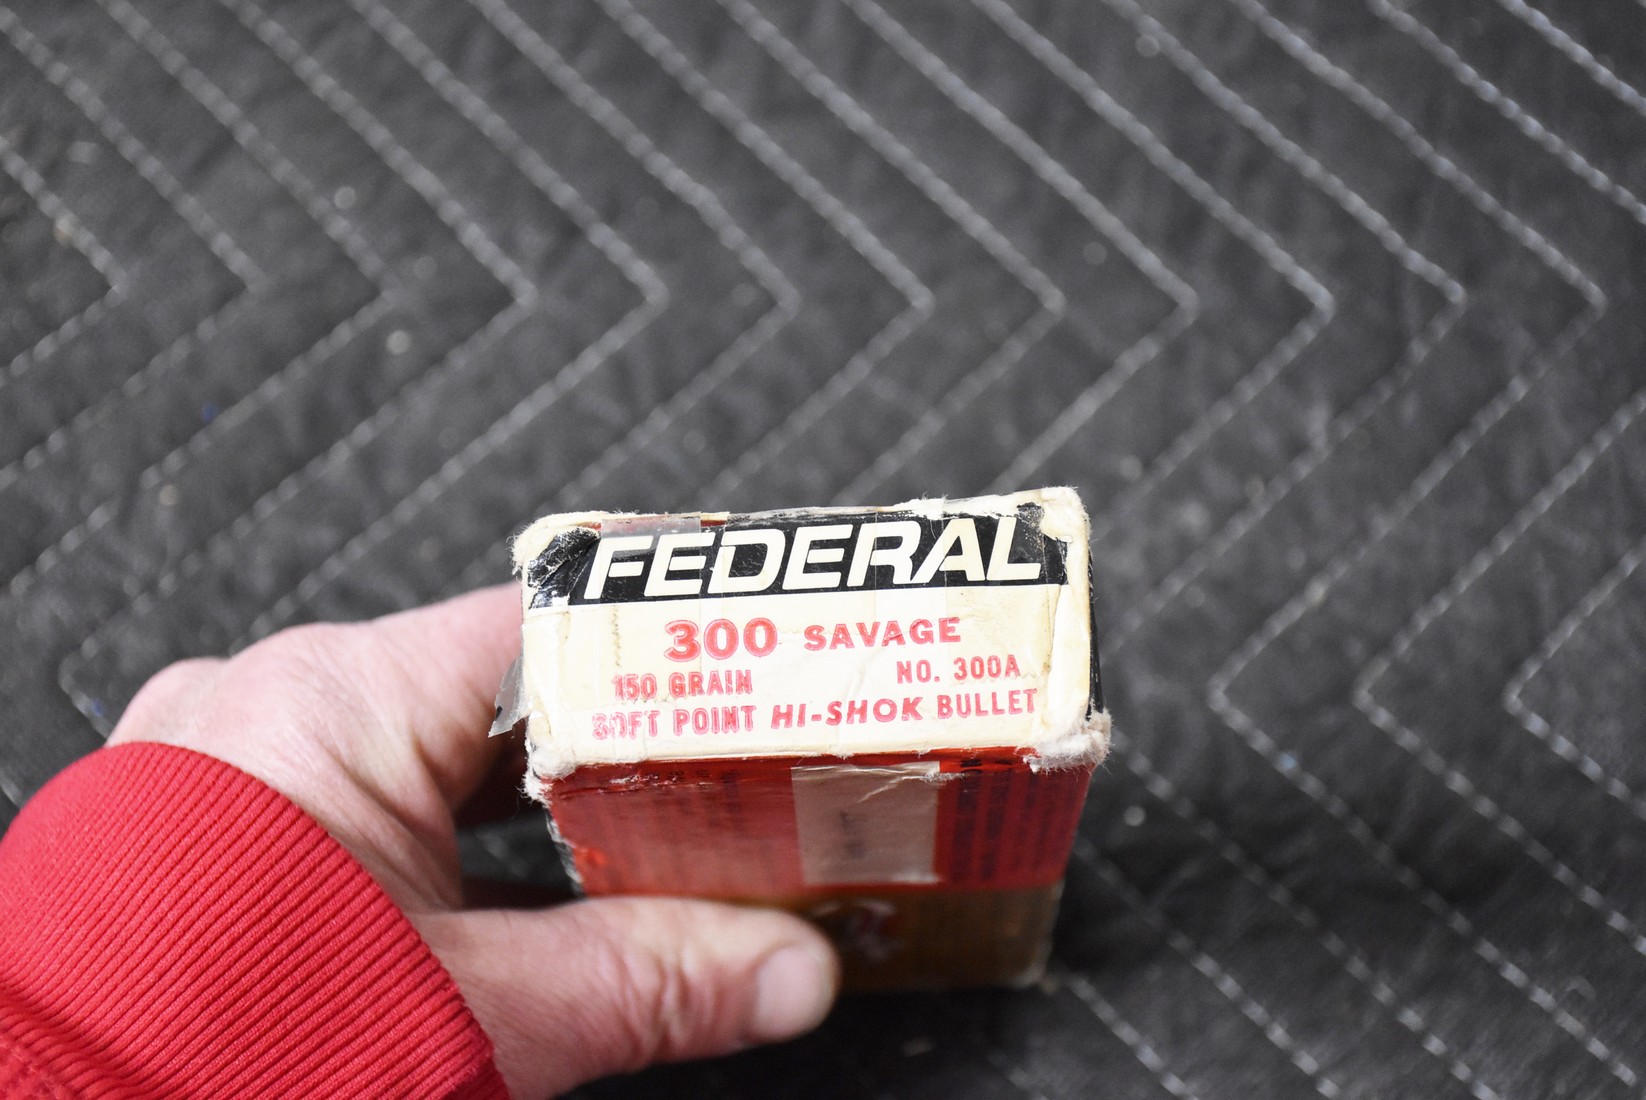 FEDERAL
300 SAVAGE
150 GRAIN NO. 300A
SOFT POINT HI-SHOK BULLET